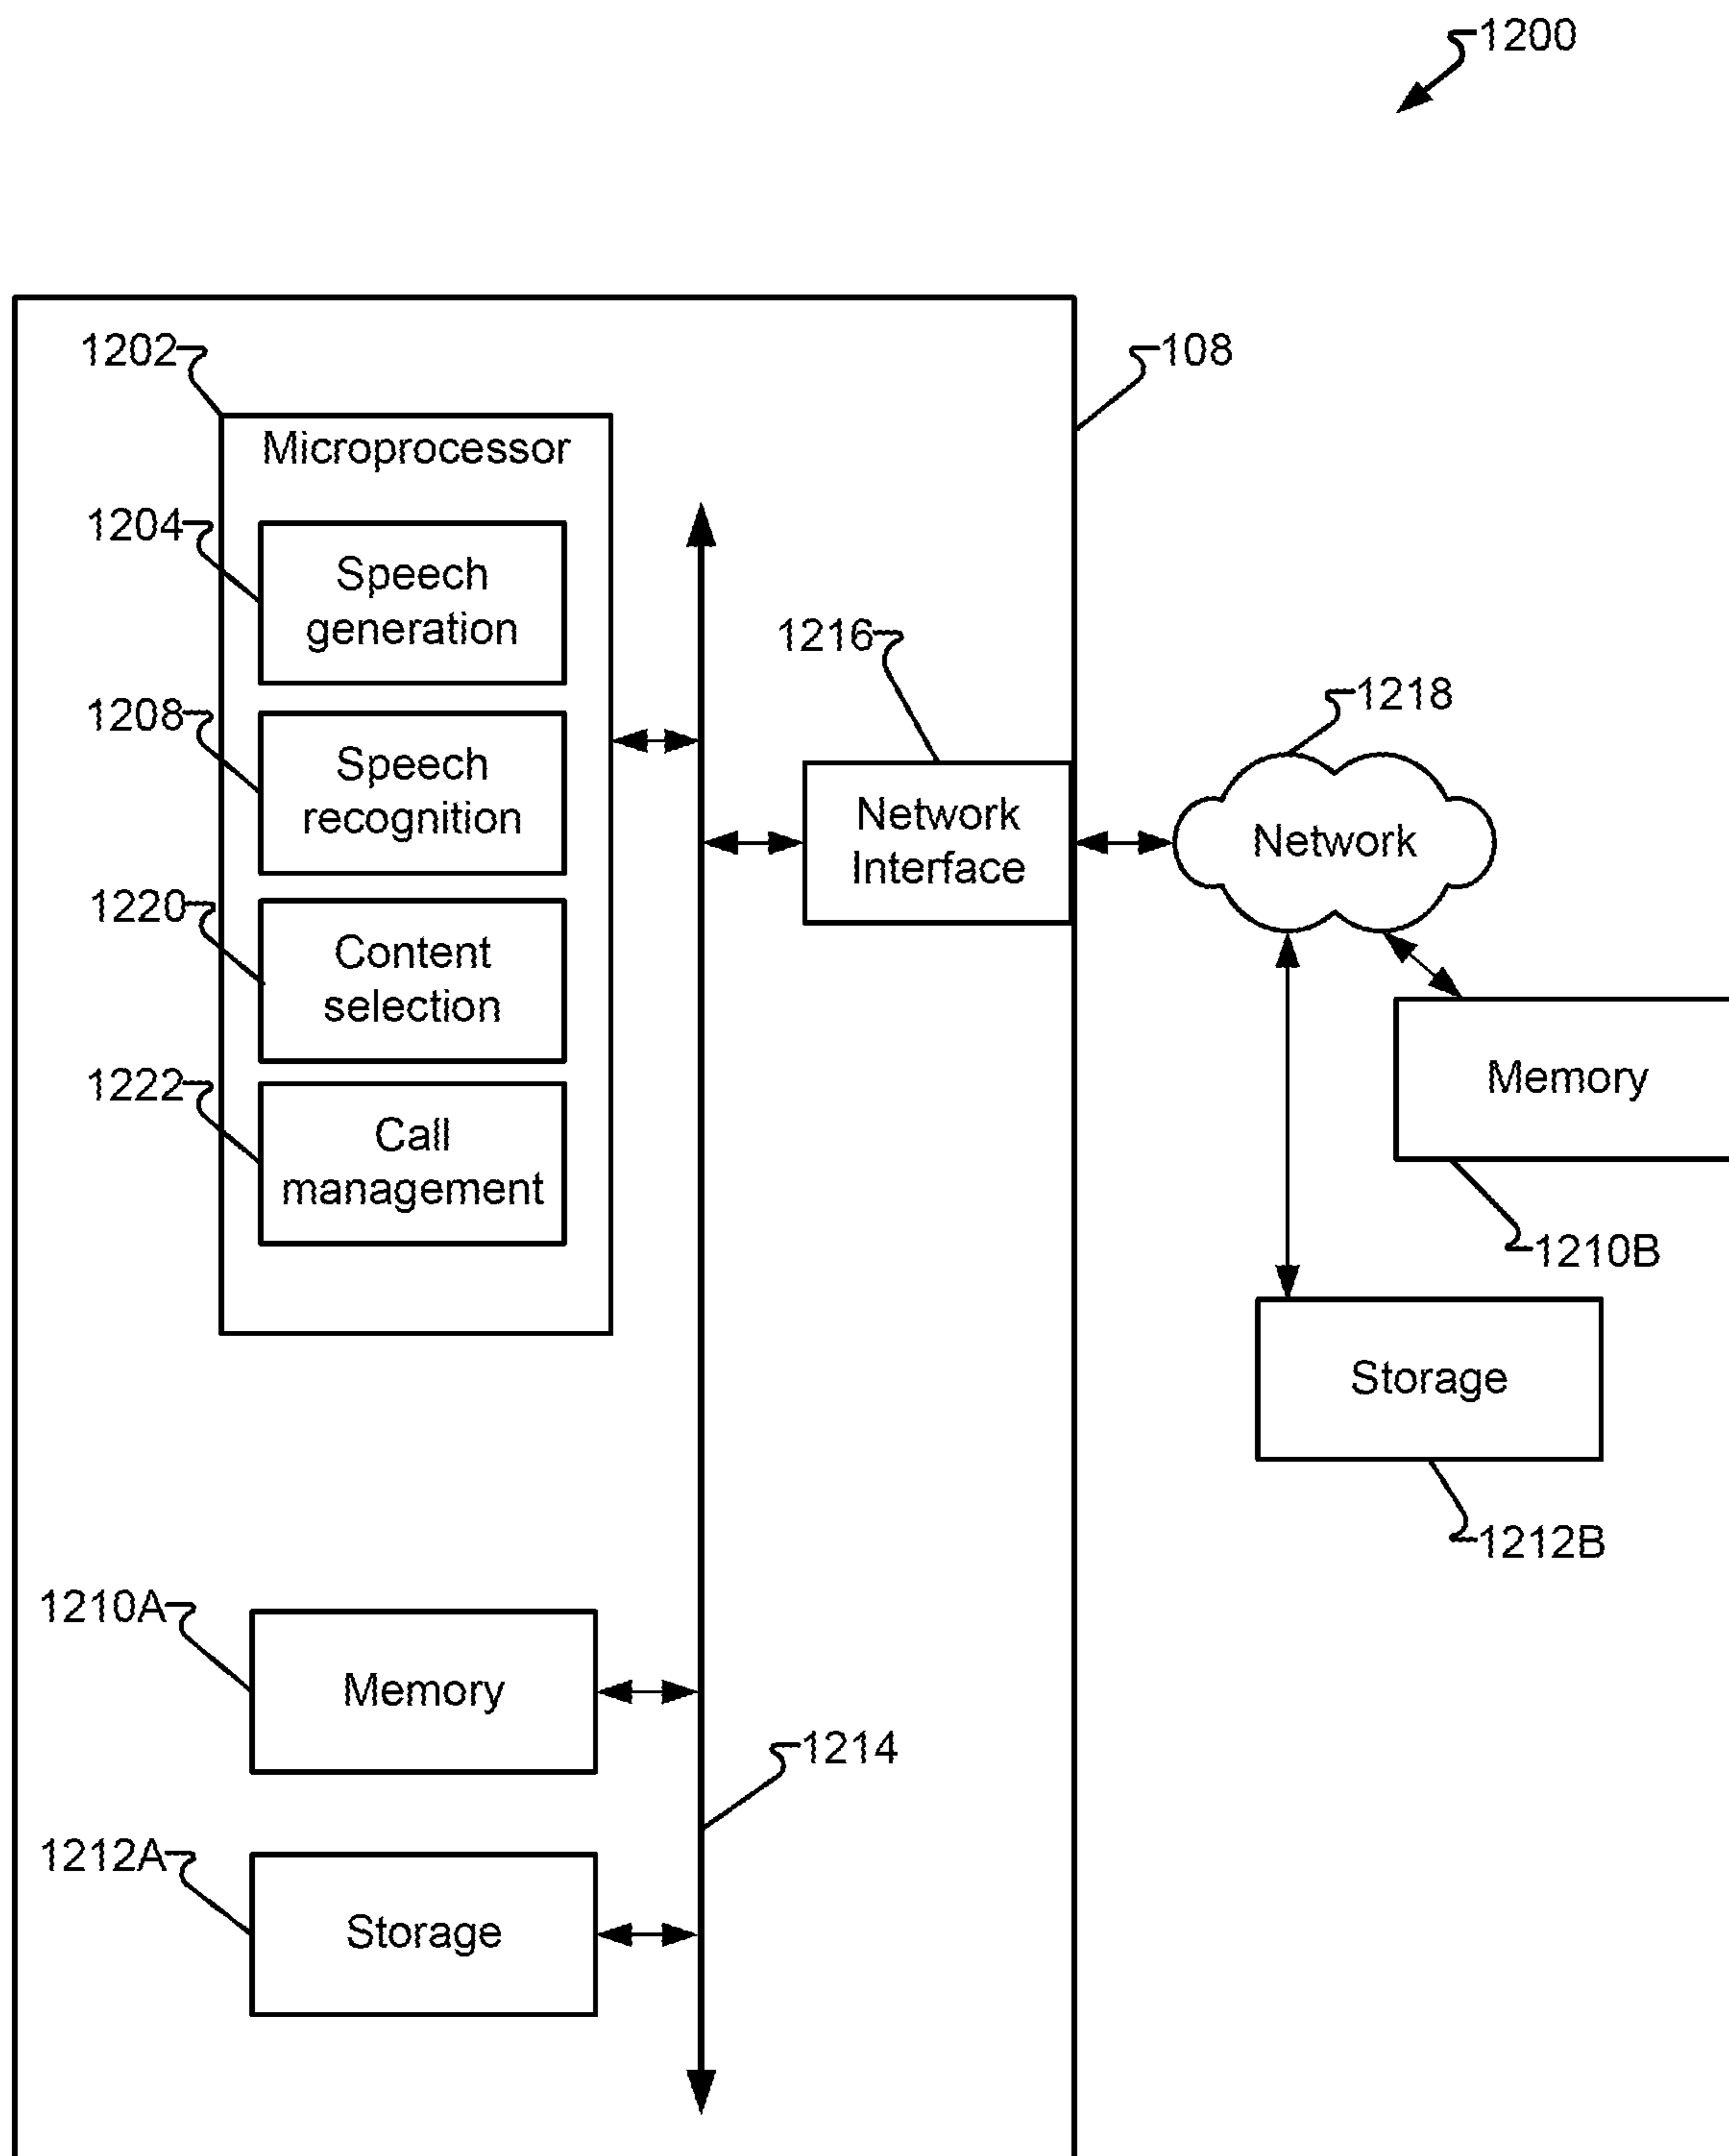 1200
1202
108
Microprocessor
1204
Speech
generation
1216
1208
Speech
recognition
1218
Network
Interface
Network
1220
Content
selection
1222
Call
management
Memory
1210B
Storage
1212B
1210A
Memory
1214
1212A
Storage